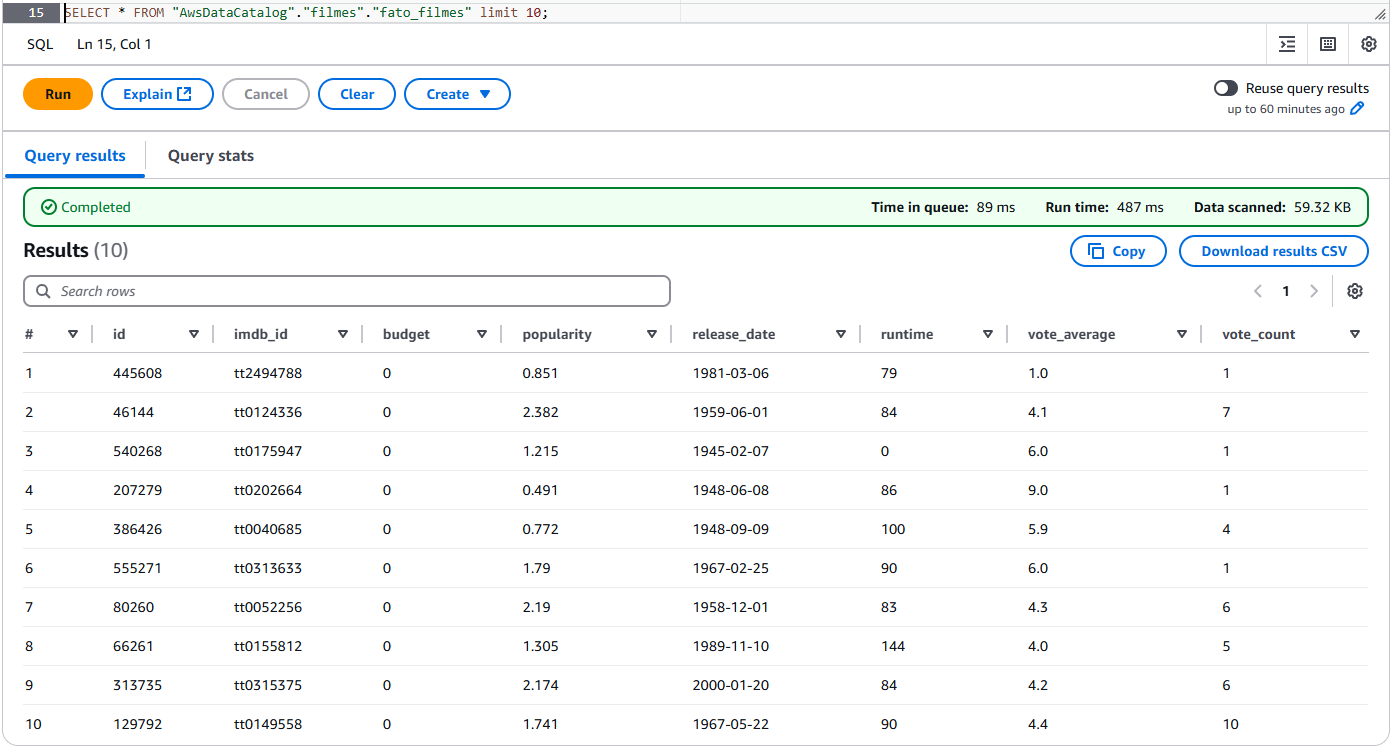 15 SELECT * FROM "AwsDataCatalog"."filmes"."fato_filmes" limit 10;
SQL Ln 15, Col 1
Run Explain Cancel Clear Create Reuse query results
up to 60 minutes ago
Query results Query stats
Completed Time in queue: 89 ms Run time: 487 ms Data scanned: 59.32 KB
Results (10) Copy Download results CSV
Search rows 1
# id imdb_id budget popularity release_date runtime vote_average vote_count
1 445608 tt2494788 0 0.851 1981-03-06 79 1.0 1
2 46144 tt0124336 0 2.382 1959-06-01 84 4.1 7
3 540268 tt0175947 0 1.215 1945-02-07 0 6.0 1
4 207279 tt0202664 0 0.491 1948-06-08 86 9.0 1
5 386426 tt0040685 0 0.772 1948-09-09 100 5.9 4
6 555271 tt0313633 0 1.79 1967-02-25 90 6.0 1
7 80260 tt0052256 0 2.19 1958-12-01 83 4.3 6
8 66261 tt0155812 0 1.305 1989-11-10 144 4.0 5
9 313735 tt0315375 0 2.174 2000-01-20 84 4.2 6
10 129792 tt0149558 0 1.741 1967-05-22 90 4.4 10